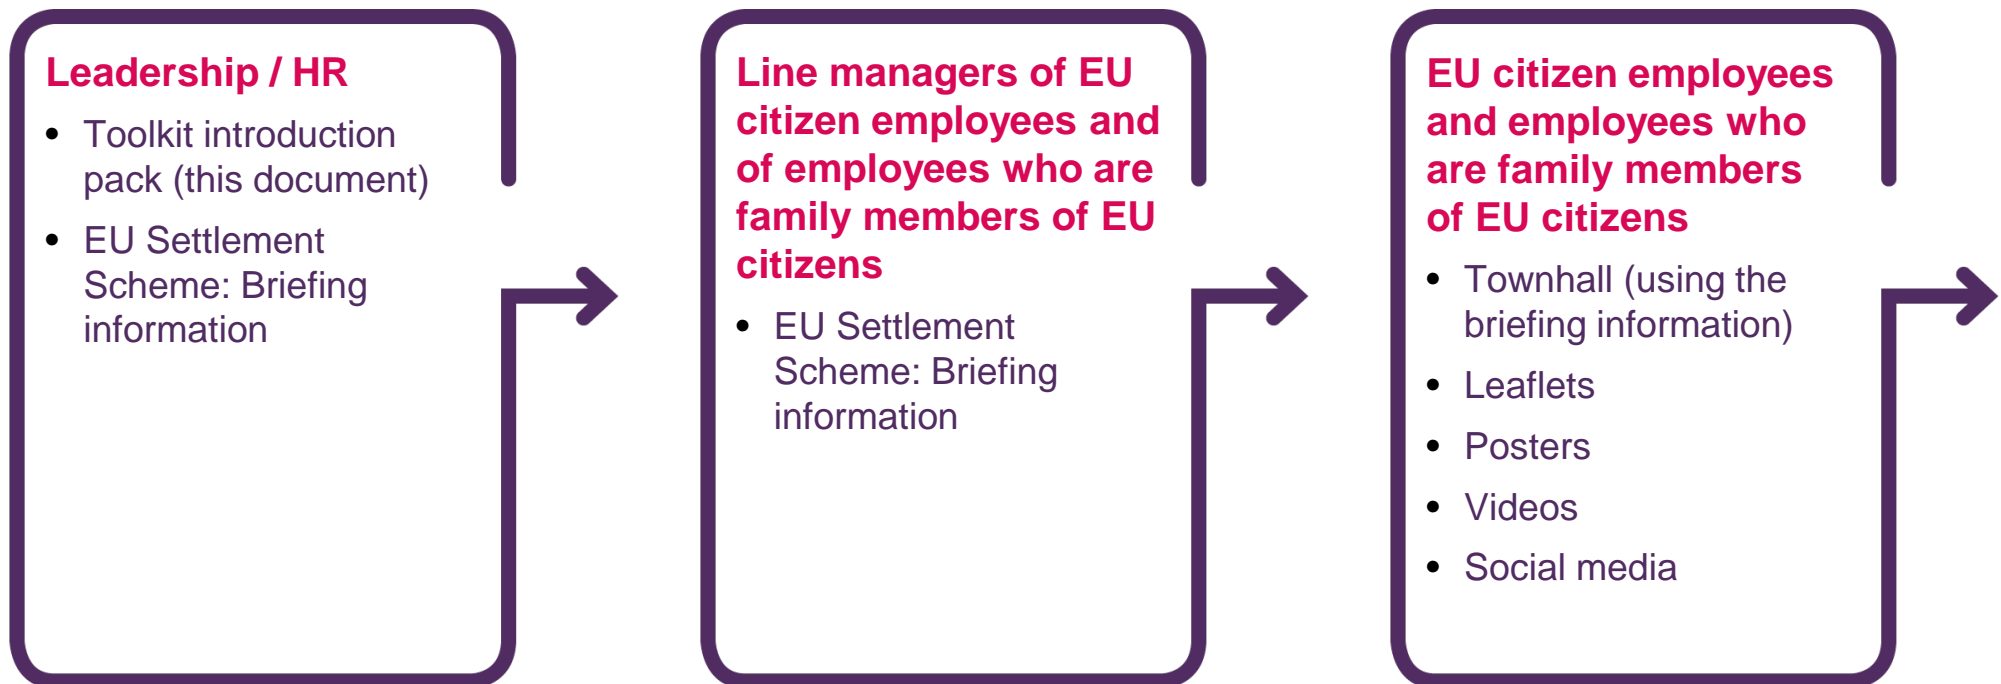 Leadership / HR
• Toolkit introduction
pack (this document)
• EU Settlement
Scheme: Briefing
information
Line managers of EU
citizen employees and
of employees who are
family members of EU
citizens
• EU Settlement
Scheme: Briefing
information
EU citizen employees
and employees who
are family members
of EU citizens
• Townhall (using the
briefing information)
• Leaflets
• Posters
• Videos
• Social media